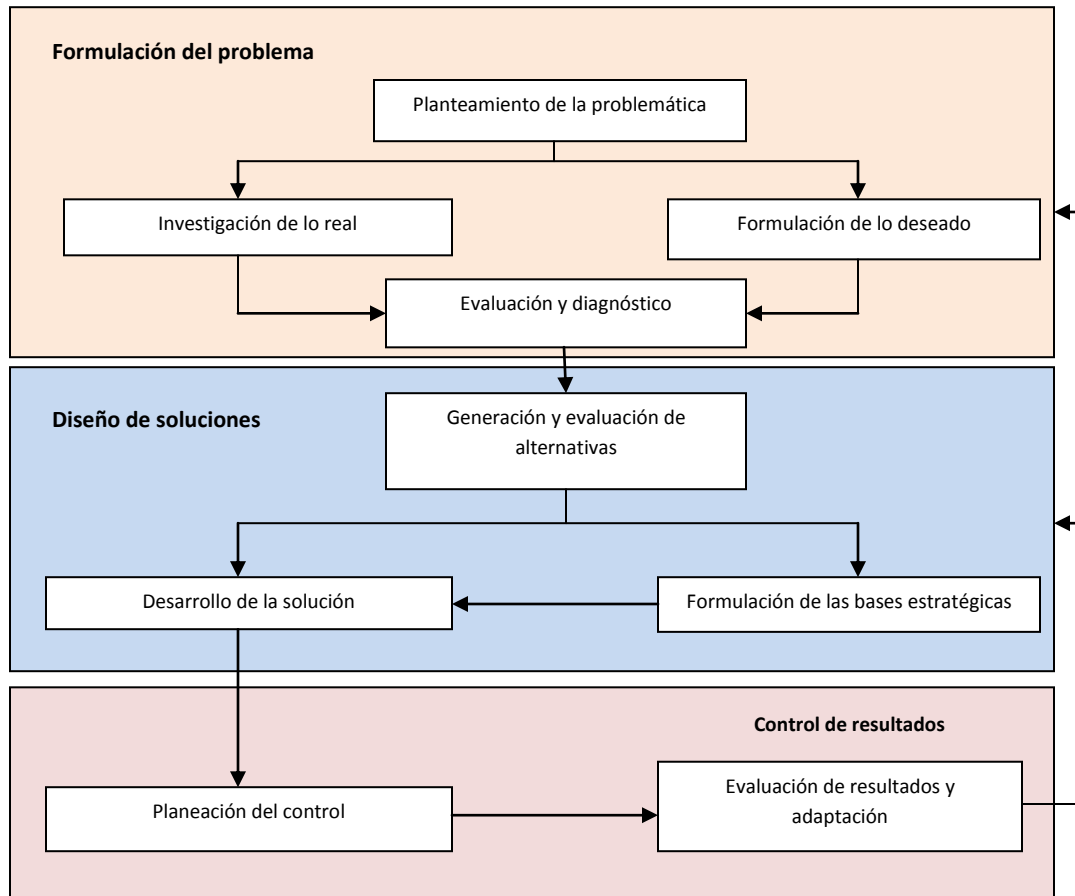 Formulación del problema
Planteamiento de la problemática
Investigación de lo real
Formulación de lo deseado
Evaluación y diagnóstico
Diseño de soluciones
Generación y evaluación de
alternativas
Desarrollo de la solución
Formulación de las bases estratégicas
Control de resultados
Planeación del control
Evaluación de resultados y
adaptación